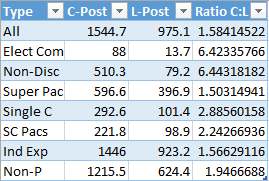 Type C-Post L-Post Ratio C:L
All 1544.7 975.1 1.58414522
Elect Com 88 13.7 6.42335766
Non-Disc 510.3 79.2 6.44318182
Super Pac 596.6 396.9 1.50314941
Single C 292.6 101.4 2.88560158
SC Pacs 221.8 98.9 2.24266936
Ind Exp 1446 923.2 1.56629116
Non-P 1215.5 624.4 1.9466688